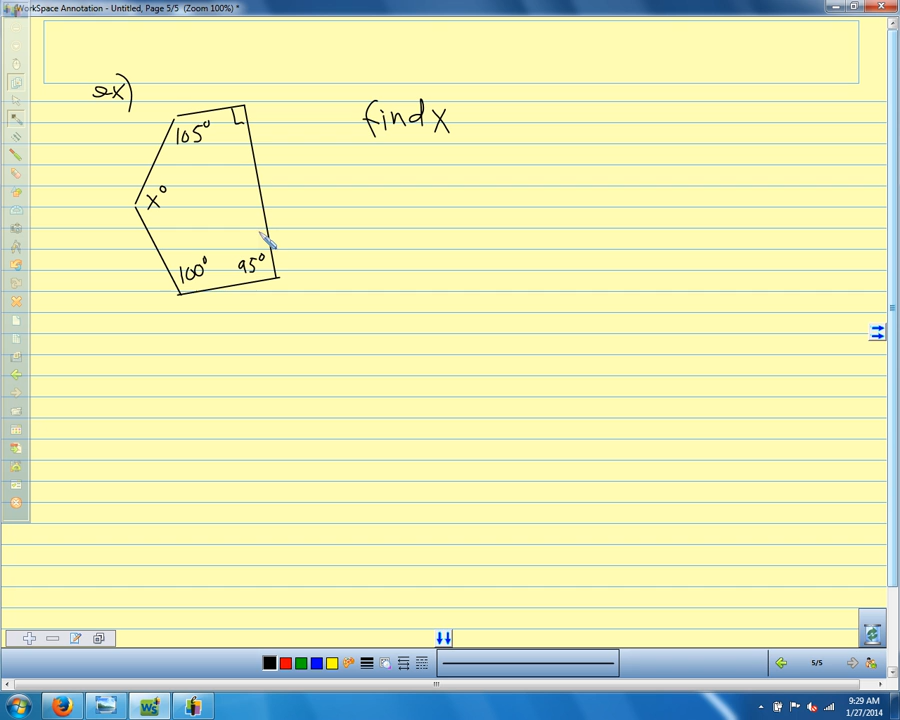 WorkSpace Annotation - Untitled, Page 5/5 (Zoom 100%) *
ex)
find x
105°
x°
100° 95°
5/5
9:29 AM
1/27/2014